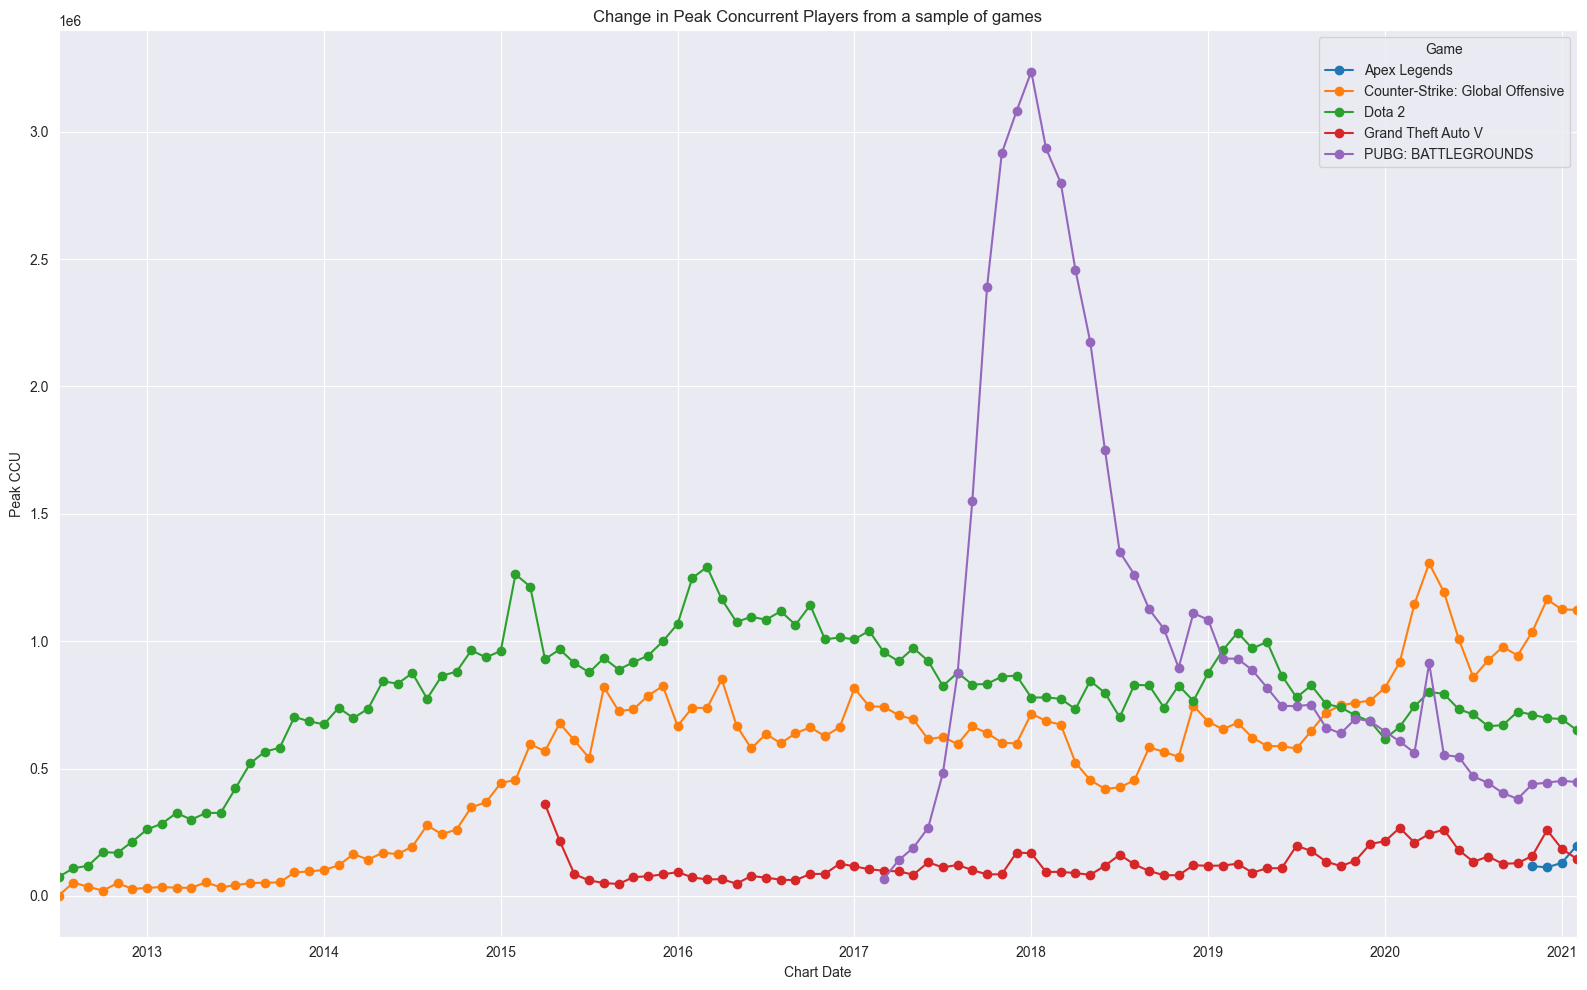 Change in Peak Concurrent Players from a sample of games
1e6
Game
Apex Legends
Counter-Strike: Global Offensive
Dota 2
Grand Theft Auto V
PUBG: BATTLEGROUNDS
3.0
2.5
2.0
1.5
1.0
0.5
0.0
Peak CCU
2013 2014 2015 2016 2017 2018 2019 2020 2021
Chart Date